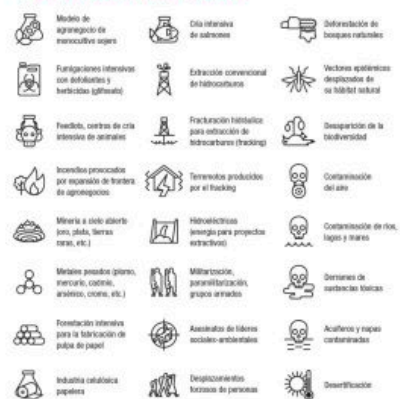 Modelo de
agronegocio de
monocultivo sojero
Fumigaciones intensivas
con defoliantes y
herbicidas (glifosato)
Feedlots, centros de cría
intensiva de animales
Incendios provocados
por expansión de frontera
de agronegocios
Minería a cielo abierto
(oro, plata, tierras
raras, etc.)
Metales pesados (plomo,
mercurio, cadmio,
arsénico, cromo, etc.)
Forestación intensiva
para la fabricación de
pulpa de papel
Industria celulósica
papelera
Cría intensiva
de salmones
Extracción convencional
de hidrocarburos
Fracturación hidráulica
para extracción de
hidrocarburos (fracking)
Terremotos producidos
por el fracking
Hidroeléctricas
(energía para proyectos
extractivos)
Militarización,
paramilitarización,
grupos armados
Asesinatos de líderes
sociales-ambientales
Desplazamientos
forzosos de personas
Deforestación de
bosques naturales
Vectores epidémicos
desplazados de
su hábitat natural
Desaparición de la
biodiversidad
Contaminación
del aire
Contaminación de ríos,
lagos y mares
Derrames de
sustancias tóxicas
Acuíferos y napas
contaminadas
Desertificación